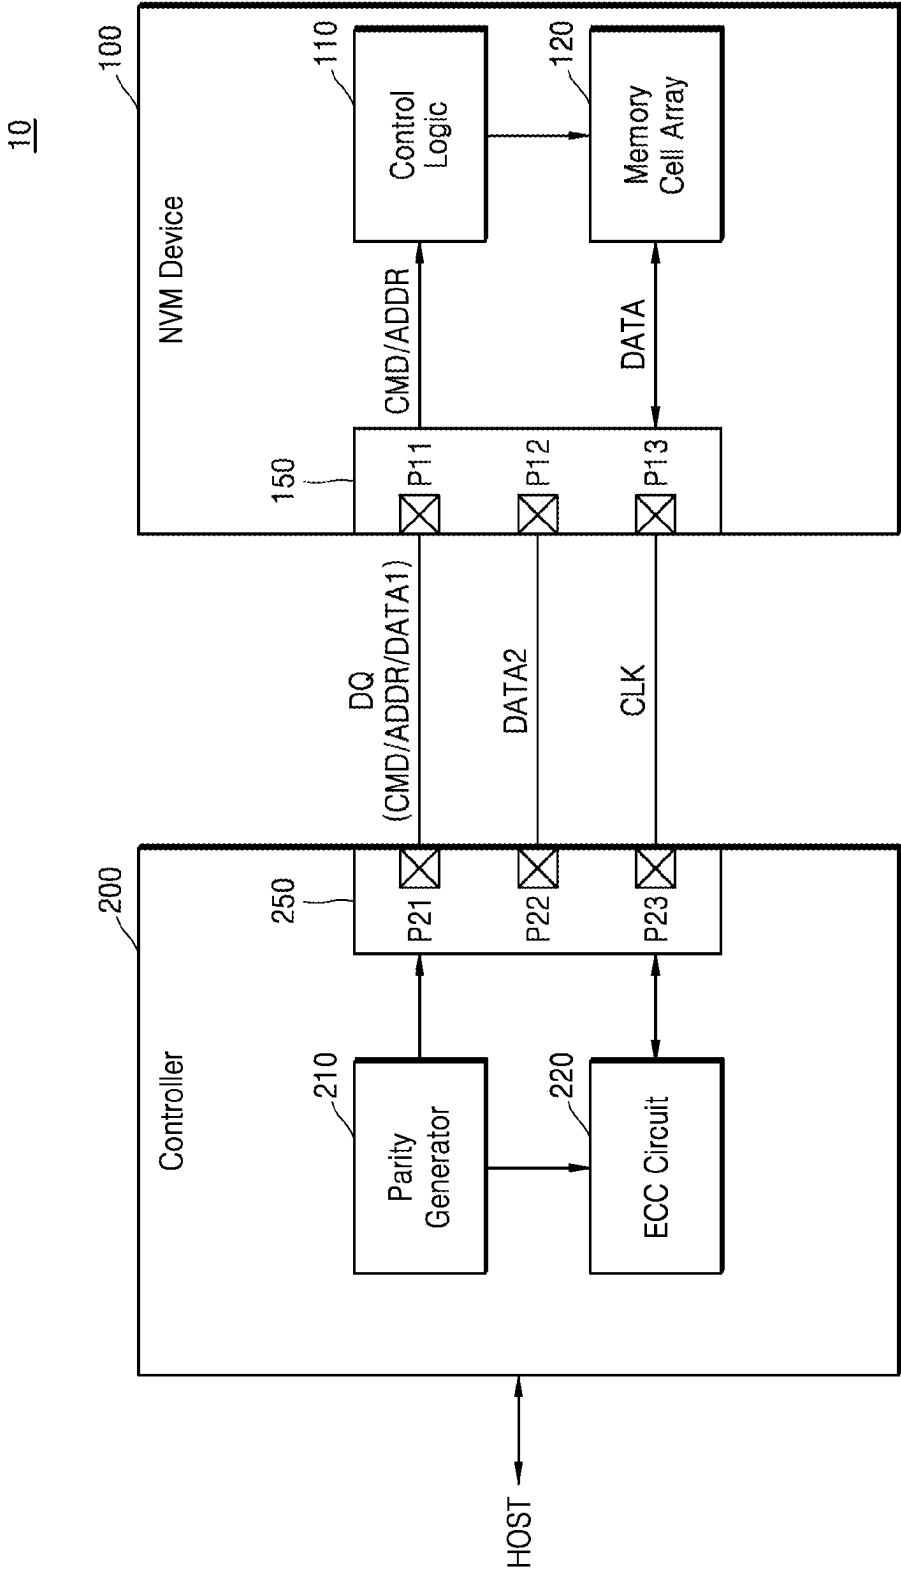 10
200
Controller
210
Parity
Generator
220
ECC Circuit
250
P21
P22
P23
HOST
DQ
(CMD/ADDR/DATA1)
DATA2
CLK
100
NVM Device
150
P11
P12
P13
CMD/ADDR
DATA
110
Control
Logic
120
Memory
Cell Array